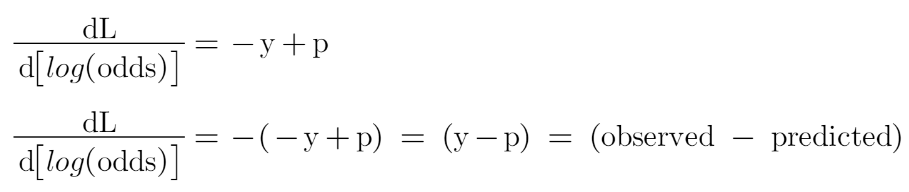 dL/d[log(odds)] = −y + p
dL/d[log(odds)] = −(−y + p) = (y − p) = (observed − predicted)